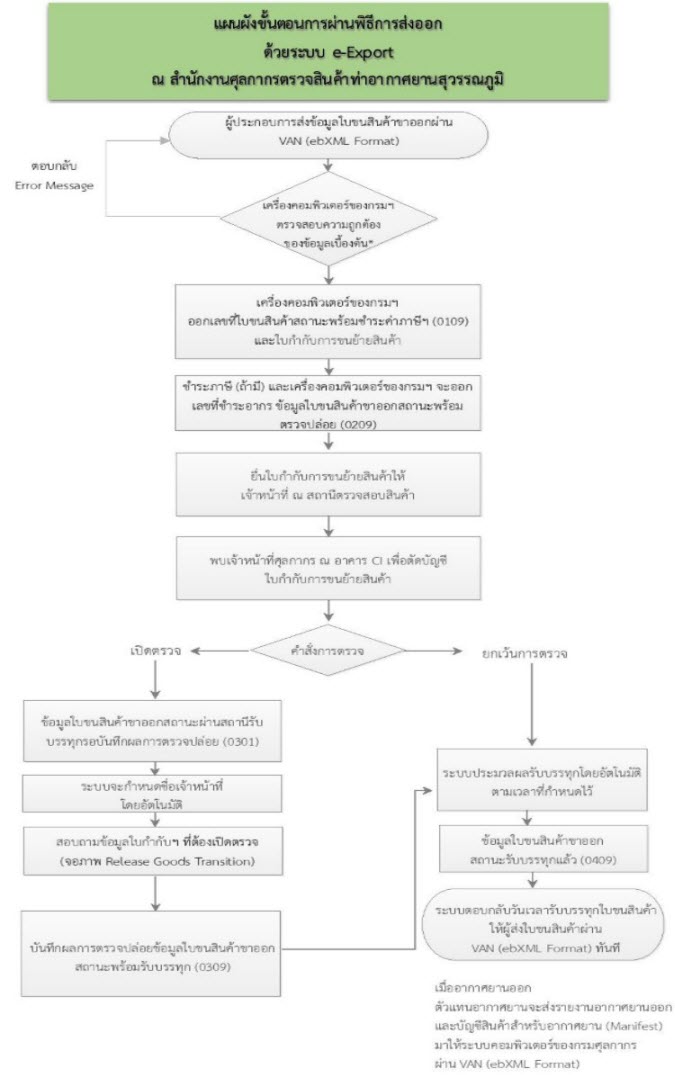 แผนผังขั้นตอนการผ่านพิธีการส่งออก
ด้วยระบบ e-Export
ณ สำนักงานศุลกากรตรวจสินค้าท่าอากาศยานสุวรรณภูมิ
ผู้ประกอบการส่งข้อมูลใบขนสินค้าขาออกผ่าน
VAN (ebXML Format)
ตอบกลับ
Error Message
เครื่องคอมพิวเตอร์ของกรมฯ
ตรวจสอบความถูกต้อง
ของข้อมูลเบื้องต้น*
เครื่องคอมพิวเตอร์ของกรมฯ
ออกเลขที่ใบขนสินค้าสถานะพร้อมชำระค่าภาษีฯ (0109)
และใบกำกับการขนย้ายสินค้า
ชำระภาษี (ถ้ามี) และเครื่องคอมพิวเตอร์ของกรมฯ จะออก
เลขที่ชำระอากร ข้อมูลใบขนสินค้าขาออกสถานะพร้อม
ตรวจปล่อย (0209)
ยื่นใบกำกับการขนย้ายสินค้าให้
เจ้าหน้าที่ ณ สถานีตรวจสอบสินค้า
พบเจ้าหน้าที่ศุลกากร ณ อาคาร CI เพื่อตัดบัญชี
ใบกำกับการขนย้ายสินค้า
เปิดตรวจ
คำสั่งการตรวจ
ยกเว้นการตรวจ
ข้อมูลใบขนสินค้าขาออกสถานะผ่านสถานีรับ
บรรทุกรอบันทึกผลการตรวจปล่อย (0301)
ระบบจะกำหนดชื่อเจ้าหน้าที่
โดยอัตโนมัติ
สอบถามข้อมูลใบกำกับฯ ที่ต้องเปิดตรวจ
(จอภาพ Release Goods Transition)
บันทึกผลการตรวจปล่อยข้อมูลใบขนสินค้าขาออก
สถานะพร้อมรับบรรทุก (0309)
ระบบประมวลผลรับบรรทุกโดยอัตโนมัติ
ตามเวลาที่กำหนดไว้
ข้อมูลใบขนสินค้าขาออก
สถานะรับบรรทุกแล้ว (0409)
ระบบตอบกลับวันเวลารับบรรทุกใบขนสินค้า
ให้ผู้ส่งใบขนสินค้าผ่าน
VAN (ebXML Format) ทันที
เมื่ออากาศยานออก
ตัวแทนอากาศยานจะส่งรายงานอากาศยานออก
และบัญชีสินค้าสำหรับอากาศยาน (Manifest)
มาให้ระบบคอมพิวเตอร์ของกรมศุลกากร
ผ่าน VAN (ebXML Format)